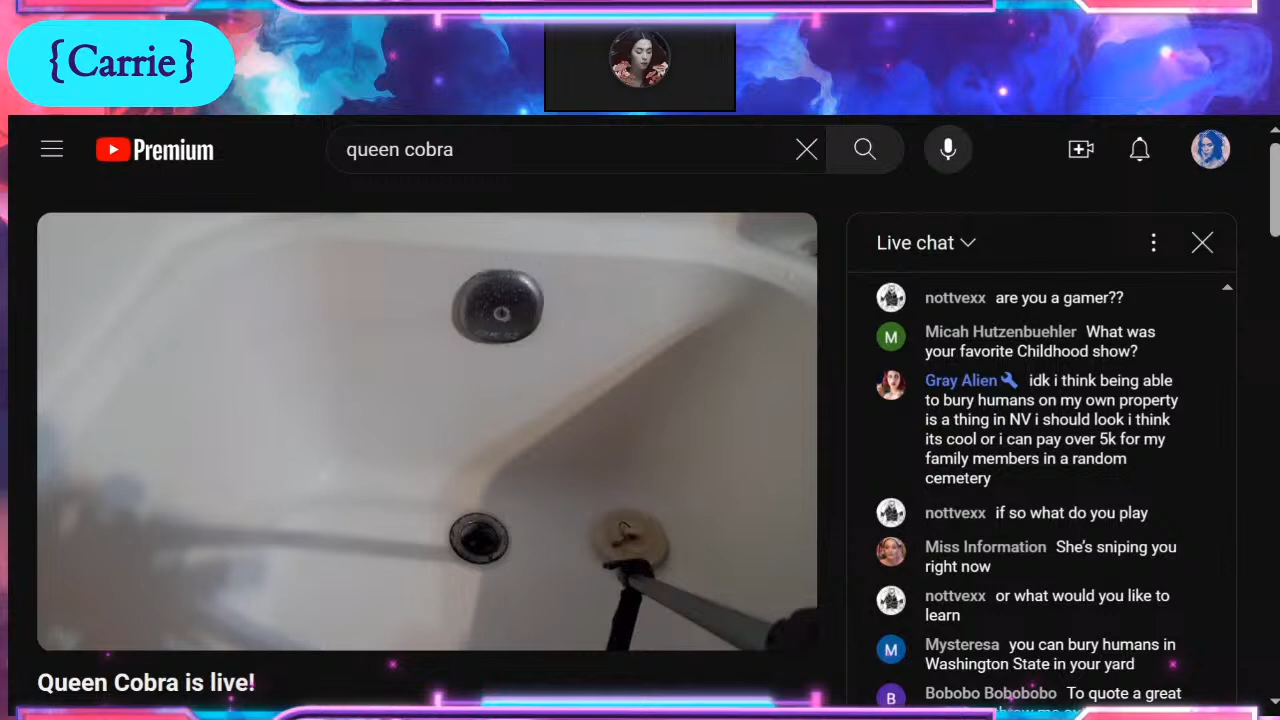 {Carrie}
Premium
queen cobra
Live chat
nottvexx are you a gamer??
Micah Hutzenbuehler What was
your favorite Childhood show?
Gray Alien idk i think being able
to bury humans on my own property
is a thing in NV i should look i think
its cool or i can pay over 5k for my
family members in a random
cemetery
nottvexx if so what do you play
Miss Information She's sniping you
right now
nottvexx or what would you like to
learn
M
Mysteresa you can bury humans in
Washington State in your yard
B
Bobobo Bobobobo To quote a great
Queen Cobra is live!